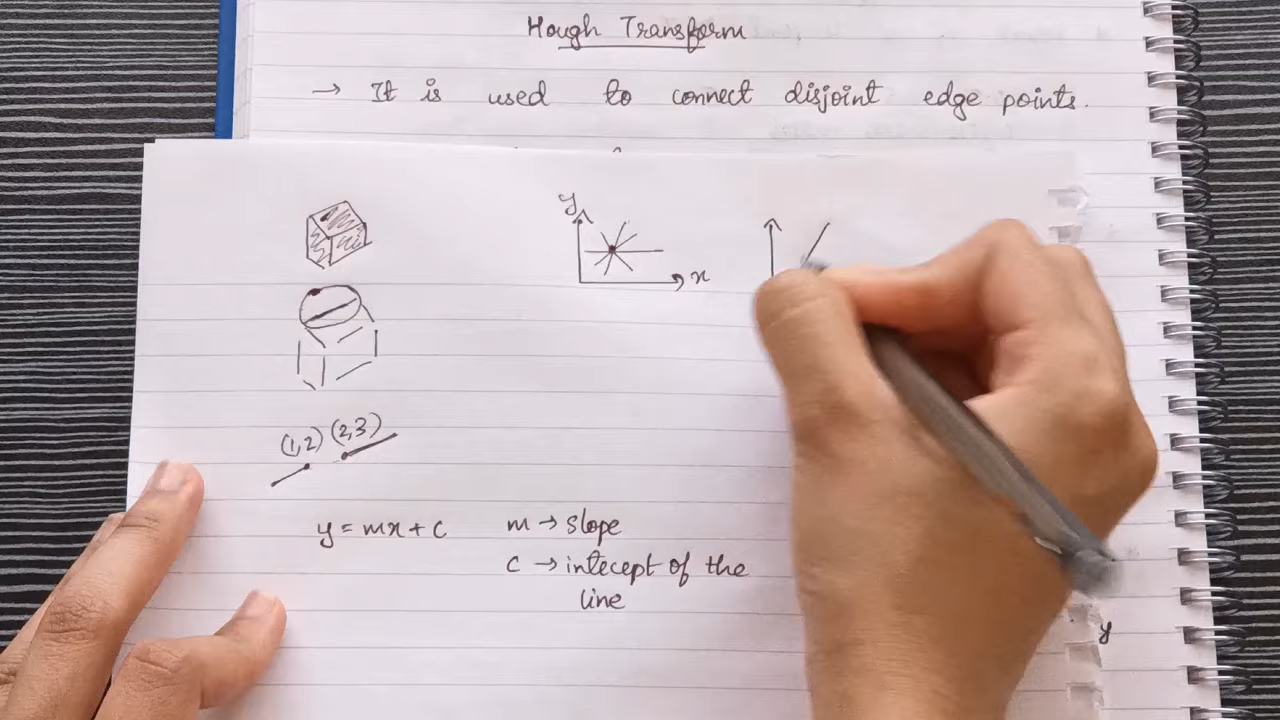 Hough Transform
→ It is used to connect disjoint edge points.
y
x
(1,2) (2,3)
y = mx + c
m → slope
c → intecept of the
line
y